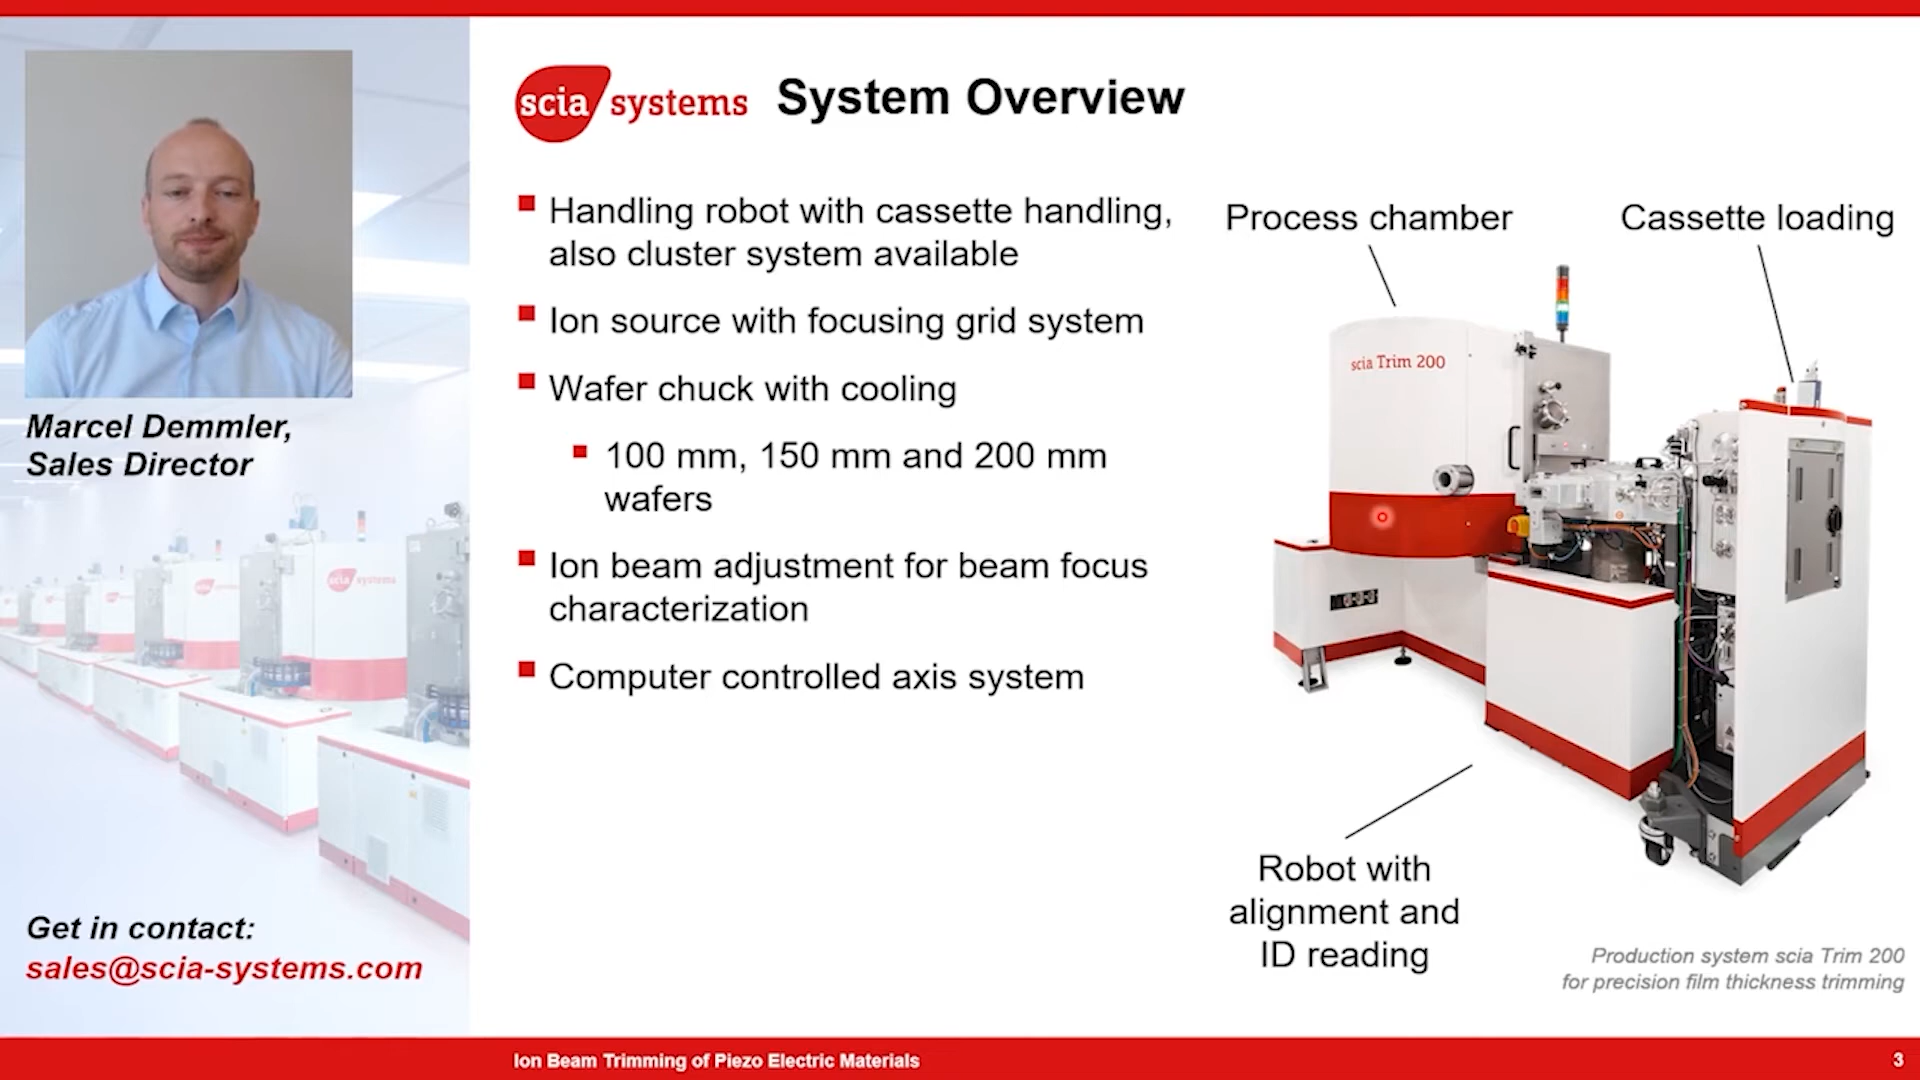 Marcel Demmler,
Sales Director
Get in contact:
sales@scia-systems.com
scia systems
System Overview
Handling robot with cassette handling,
also cluster system available
Ion source with focusing grid system
Wafer chuck with cooling
100 mm, 150 mm and 200 mm
wafers
Ion beam adjustment for beam focus
characterization
Computer controlled axis system
Process chamber
Cassette loading
scia Trim 200
Robot with
alignment and
ID reading
Production system scia Trim 200
for precision film thickness trimming
scia systems
Ion Beam Trimming of Piezo Electric Materials
3